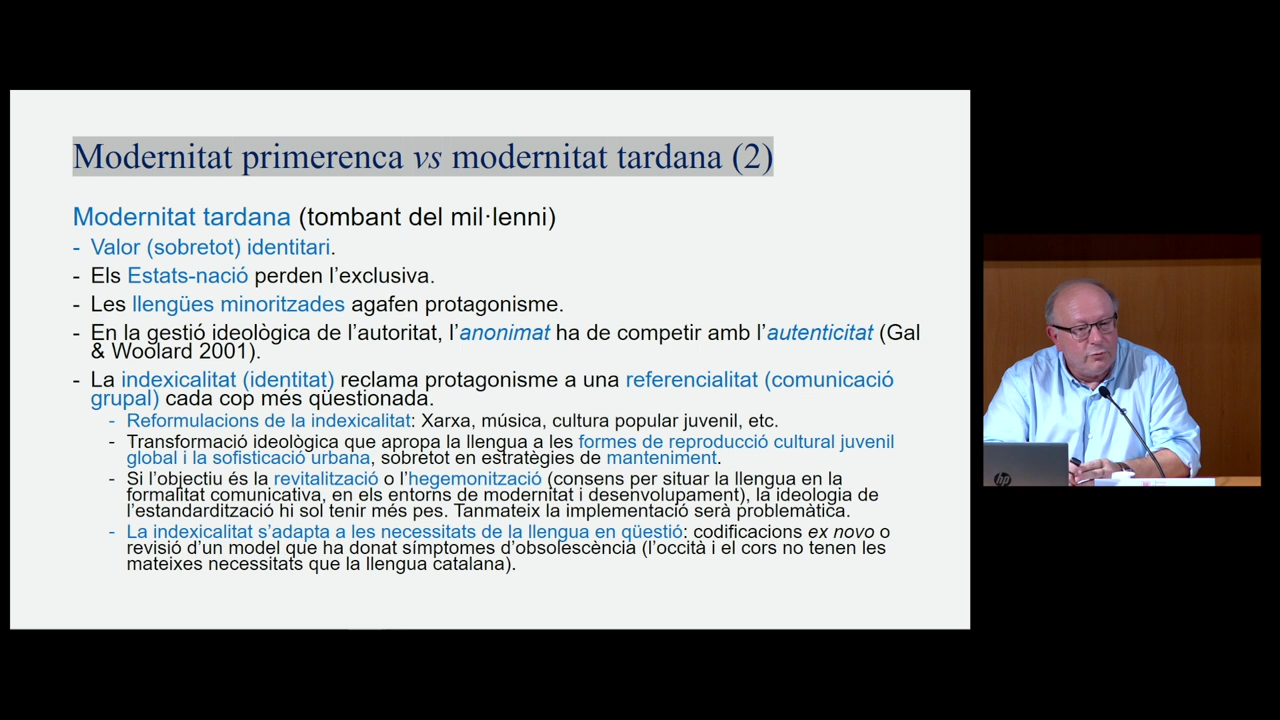 Modernitat primerenca vs modernitat tardana (2)
Modernitat tardana (tombant del mil·lenni)
- Valor (sobretot) identitari.
- Els Estats-nació perden l’exclusiva.
- Les llengües minoritzades agafen protagonisme.
- En la gestió ideològica de l’autoritat, l’anonimat ha de competir amb l’autenticitat (Gal
& Woolard 2001).
- La indexicalitat (identitat) reclama protagonisme a una referencialitat (comunicació
grupal) cada cop més qüestionada.
- Reformulacions de la indexicalitat: Xarxa, música, cultura popular juvenil, etc.
- Transformació ideològica que apropa la llengua a les formes de reproducció cultural juvenil
global i la sofisticació urbana, sobretot en estratègies de manteniment.
- Si l’objectiu és la revitalització o l’hegemonització (consens per situar la llengua en la
formalitat comunicativa, en els entorns de modernitat i desenvolupament), la ideologia de
l’estandardització hi sol tenir més pes. Tanmateix la implementació serà problemàtica.
- La indexicalitat s’adapta a les necessitats de la llengua en qüestió: codificacions ex novo o
revisió d’un model que ha donat símptomes d’obsolescència (l’occità i el cors no tenen les
mateixes necessitats que la llengua catalana).
hp